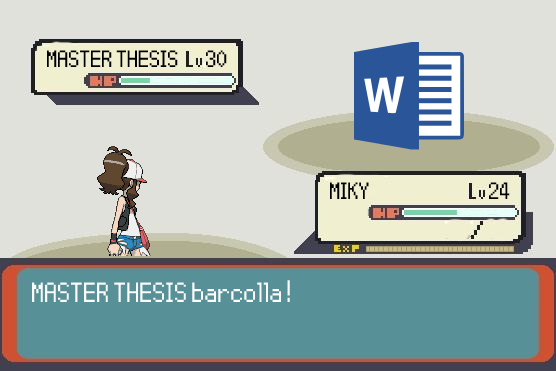 MASTER THESIS Lv30
HP
W
MIKY Lv24
HP
/
EXP
MASTER THESIS barcolla!